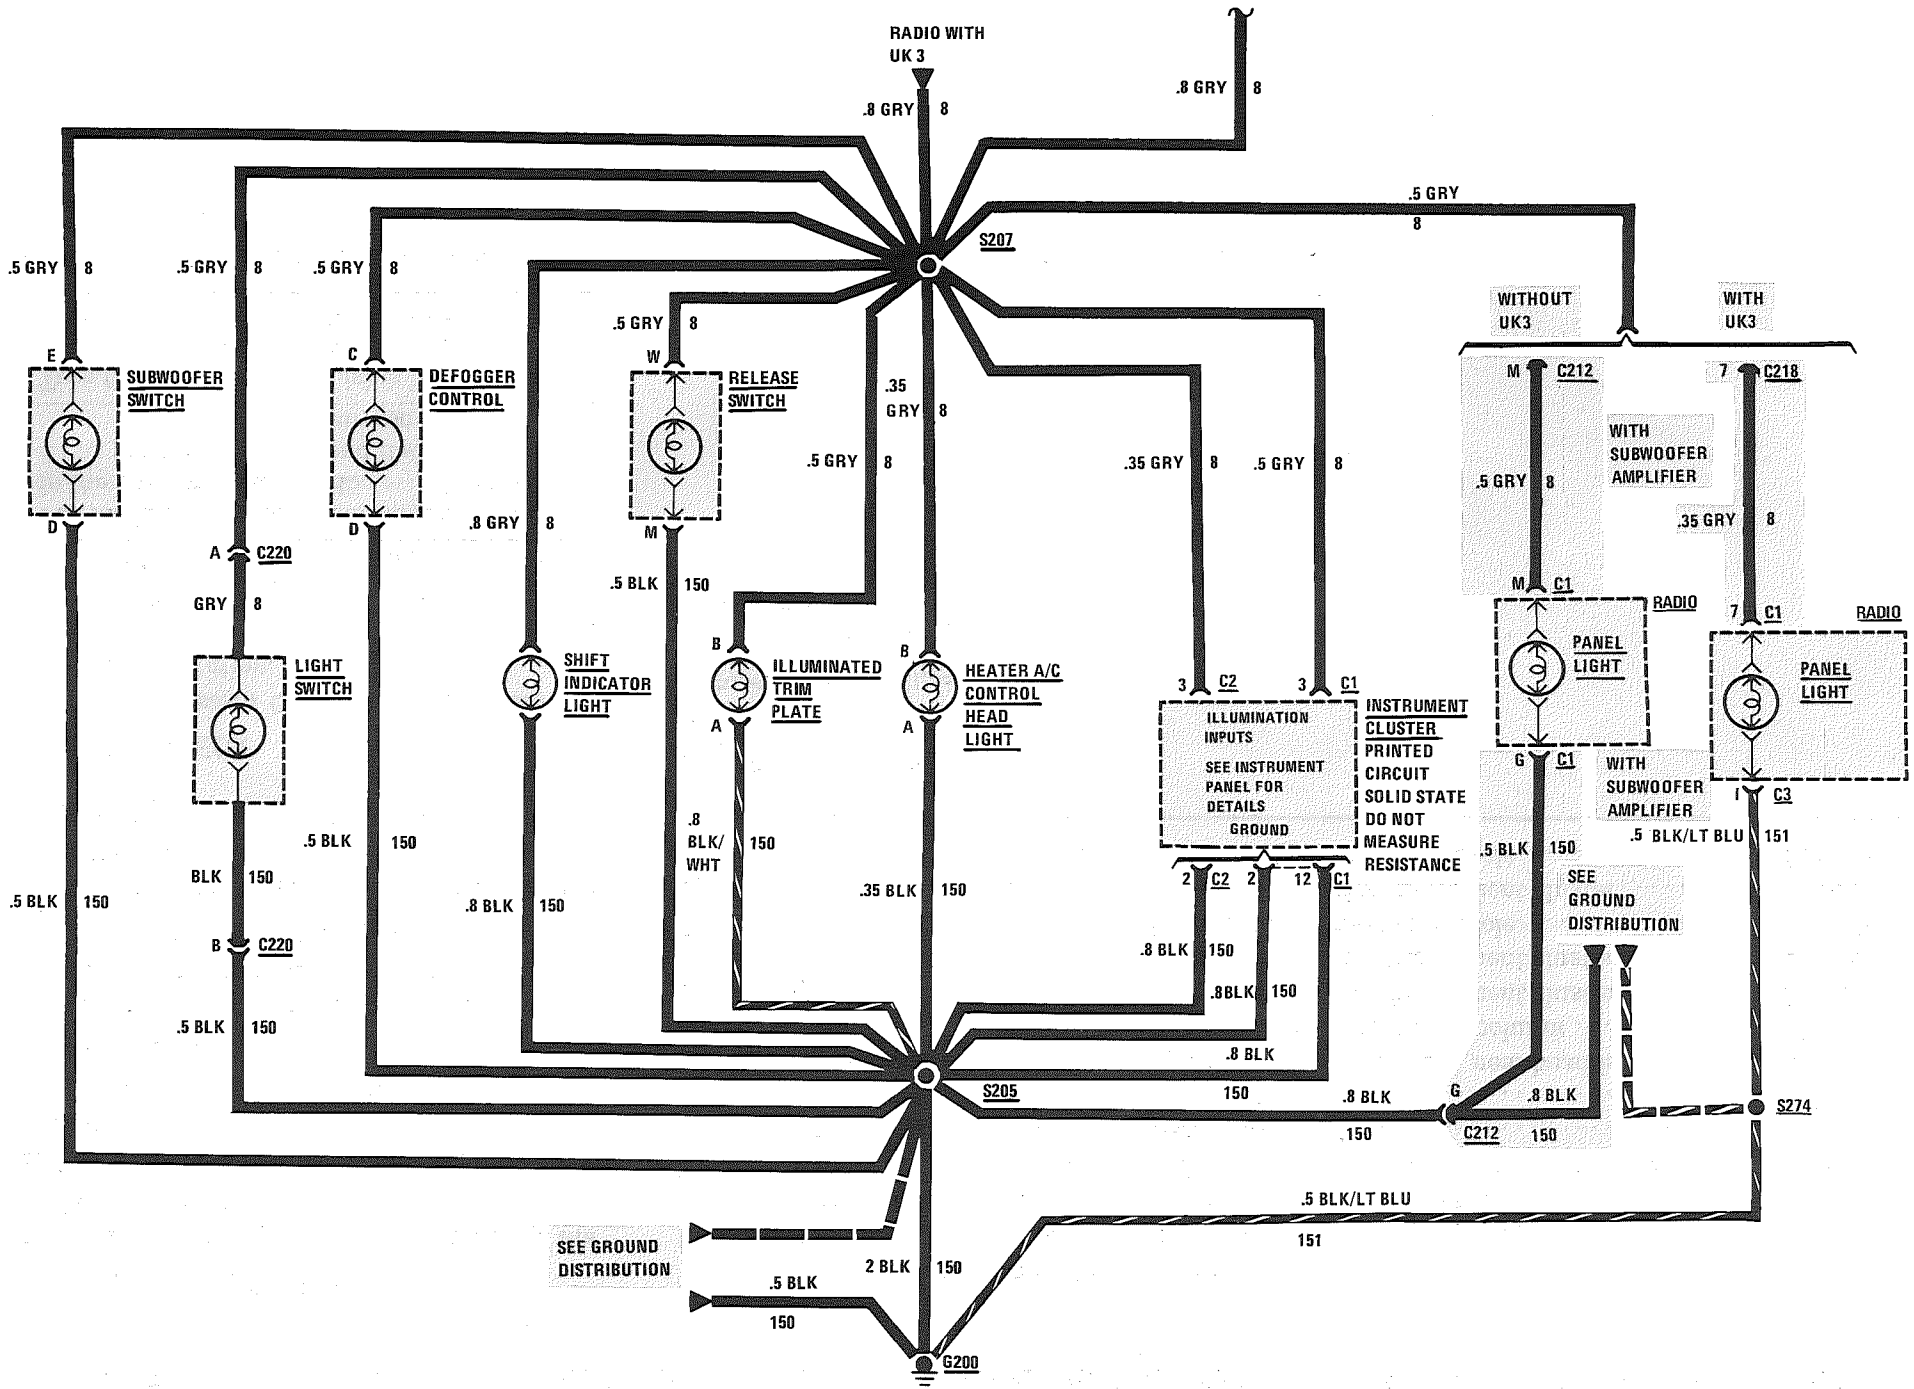 RADIO WITH
UK 3
.8 GRY 8
.8 GRY 8
.5 GRY
8
S207
.5 GRY 8
.5 GRY 8
.5 GRY 8
.5 GRY 8
WITHOUT
UK3
WITH
UK3
E
SUBWOOFER
SWITCH
D
C
DEFOGGER
CONTROL
D
W
RELEASE
SWITCH
M
.35
GRY 8
.5 GRY 8
.35 GRY 8
.5 GRY 8
M C212
7 C218
WITH
SUBWOOFER
AMPLIFIER
.5 GRY 8
.35 GRY 8
.8 GRY 8
A C220
GRY 8
.5 BLK 150
M C1
RADIO
7 C1
RADIO
LIGHT
SWITCH
SHIFT
INDICATOR
LIGHT
B
ILLUMINATED
TRIM
PLATE
A
B
HEATER A/C
CONTROL
HEAD
LIGHT
A
3 C2
3 C1
ILLUMINATION
INPUTS
SEE INSTRUMENT
PANEL FOR
DETAILS
GROUND
INSTRUMENT
CLUSTER
PRINTED
CIRCUIT
SOLID STATE
DO NOT
MEASURE
RESISTANCE
PANEL
LIGHT
PANEL
LIGHT
G C1
WITH
SUBWOOFER
AMPLIFIER
I C3
.5 BLK/LT BLU 151
.5 BLK 150
.8
BLK/
WHT
150
.5 BLK 150
SEE
GROUND
DISTRIBUTION
2 C2 2 12 C1
BLK 150
.5 BLK 150
.8 BLK 150
.35 BLK 150
B C220
.8 BLK 150
.8BLK 150
.5 BLK 150
.8 BLK
150
S205
.8 BLK
150
G
C212
.8 BLK
150
S274
.5 BLK/LT BLU
151
SEE GROUND
DISTRIBUTION
2 BLK 150
.5 BLK
150
G200